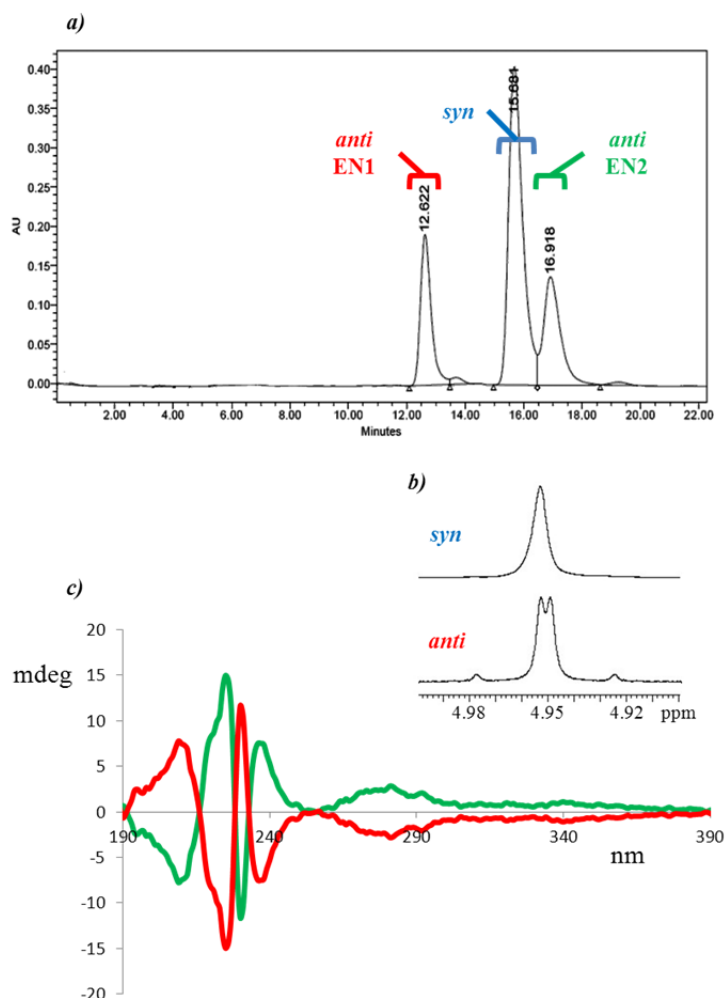 a)
0.40
0.35
0.30
0.25
0.20
0.15
0.10
0.05
0.00
AU
anti
EN1
syn
anti
EN2
12.622
15.681
16.918
2.00 4.00 6.00 8.00 10.00 12.00 14.00 16.00 18.00 20.00 22.00
Minutes
b)
syn
anti
4.98 4.95 4.92 ppm
c)
mdeg
20
15
10
5
0
-5
-10
-15
-20
190 240 290 340 390
nm